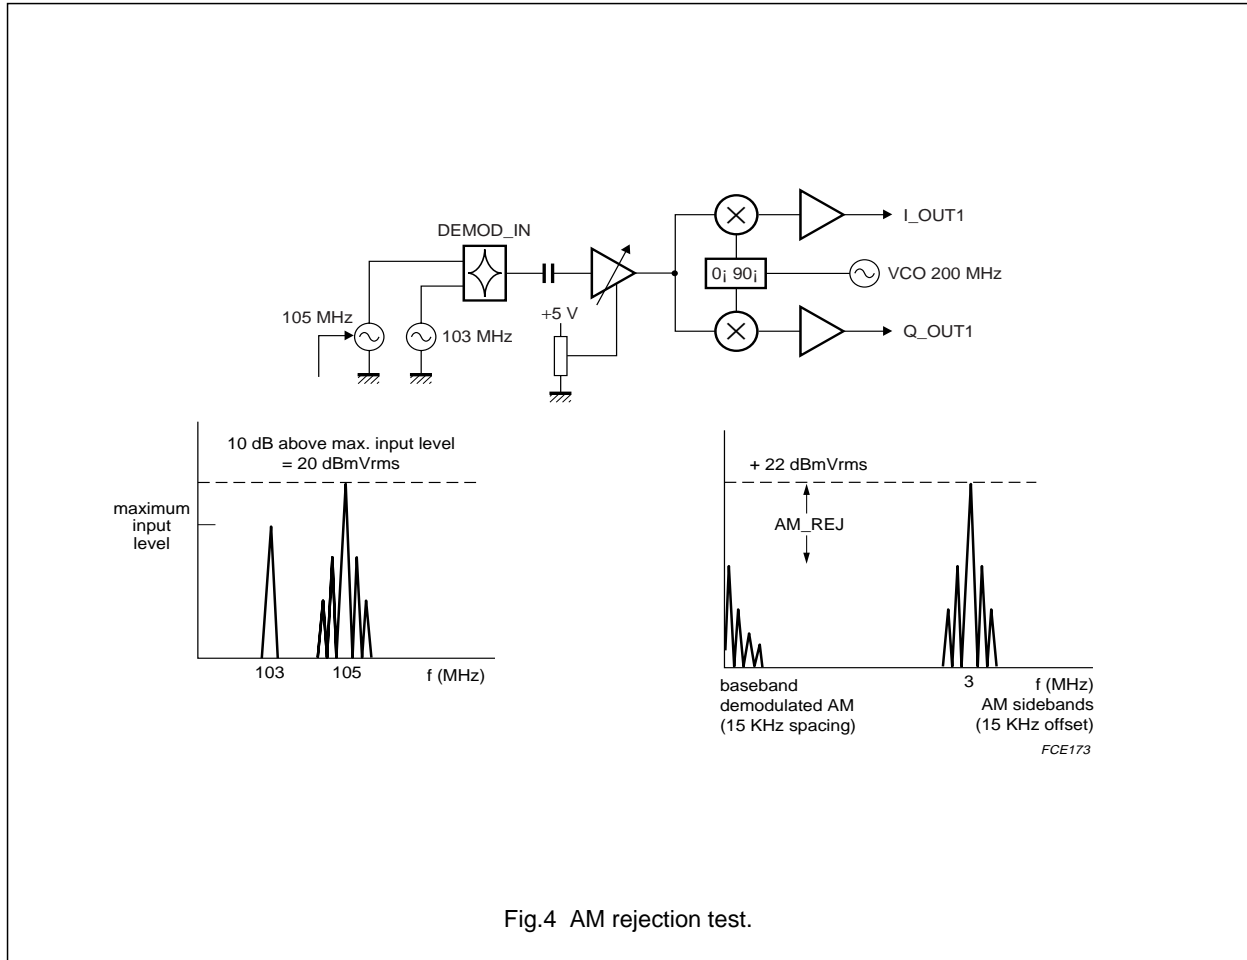 DEMOD_IN
I_OUT1
0¡ 90¡
VCO 200 MHz
+5 V
105 MHz
103 MHz
Q_OUT1
10 dB above max. input level
= 20 dBmVrms
maximum
input
level
103
105
f (MHz)
+ 22 dBmVrms
AM_REJ
3
f (MHz)
baseband
demodulated AM
(15 KHz spacing)
AM sidebands
(15 KHz offset)
FCE173
Fig.4 AM rejection test.